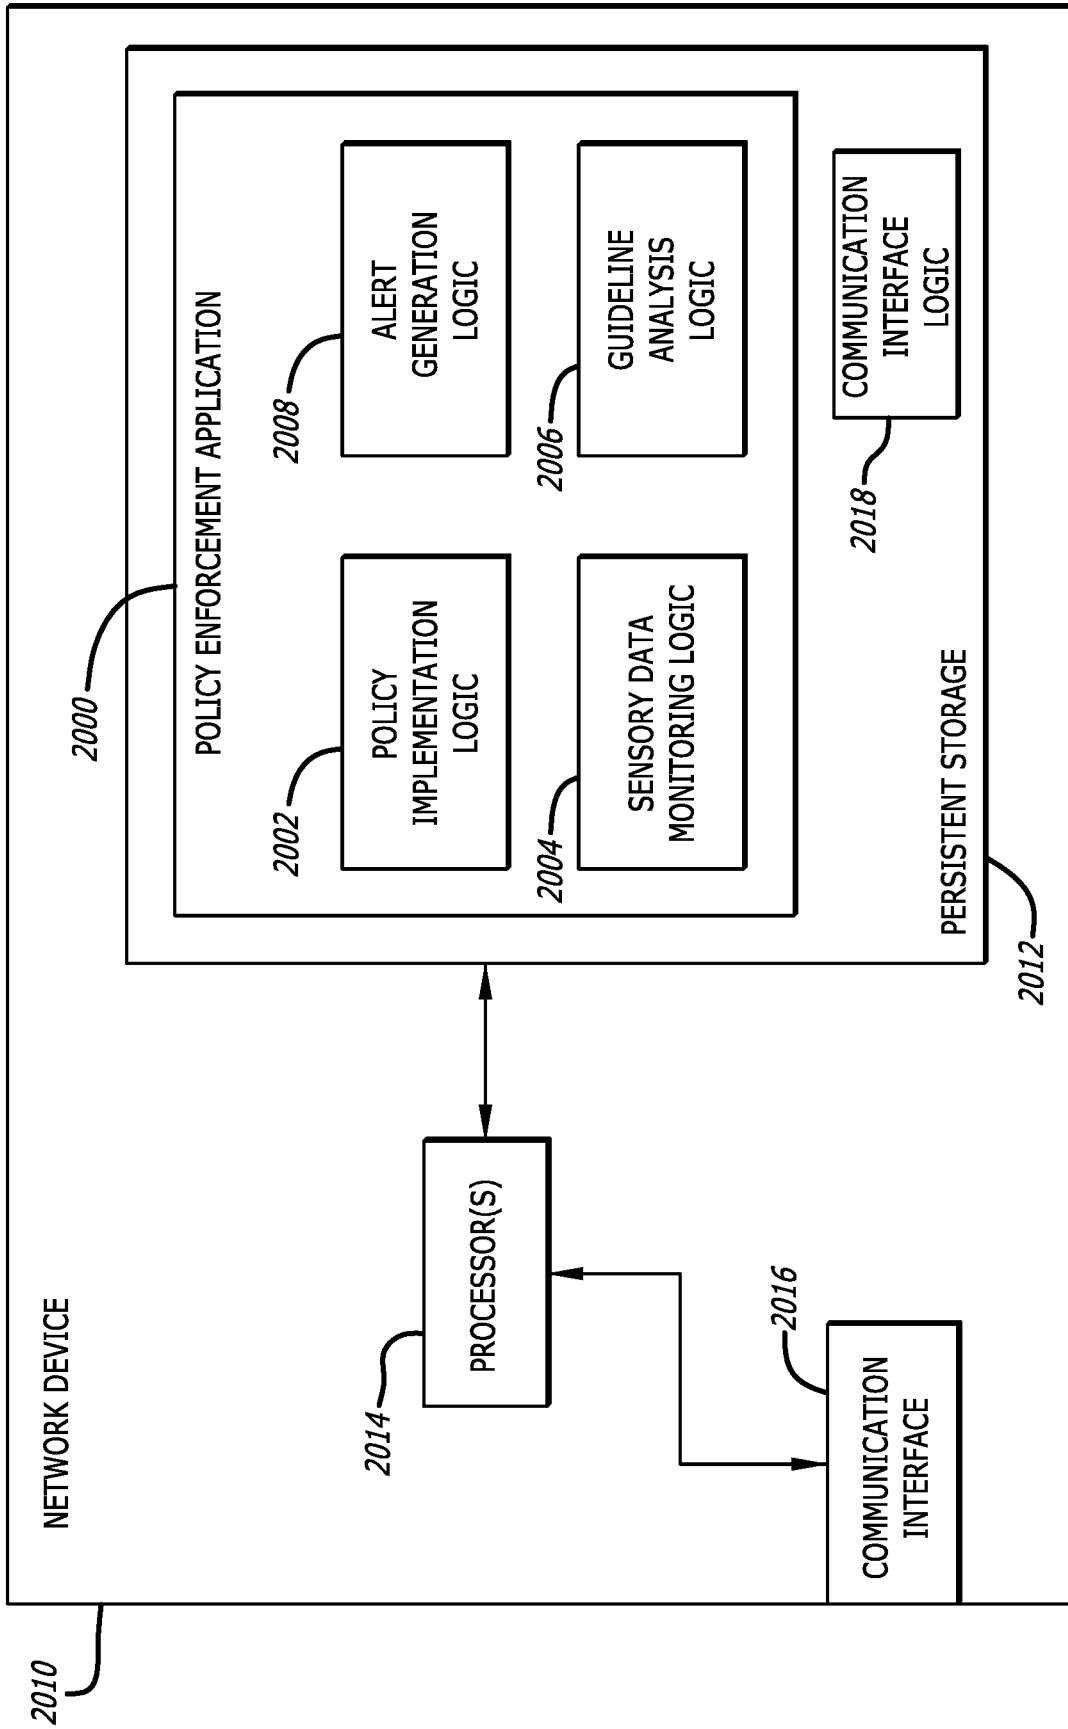 2010
NETWORK DEVICE
2014
PROCESSOR(S)
2016
COMMUNICATION
INTERFACE
2000
POLICY ENFORCEMENT APPLICATION
2002
POLICY
IMPLEMENTATION
LOGIC
2008
ALERT
GENERATION
LOGIC
2004
SENSORY DATA
MONITORING LOGIC
2006
GUIDELINE
ANALYSIS
LOGIC
2018
COMMUNICATION
INTERFACE
LOGIC
PERSISTENT STORAGE
2012